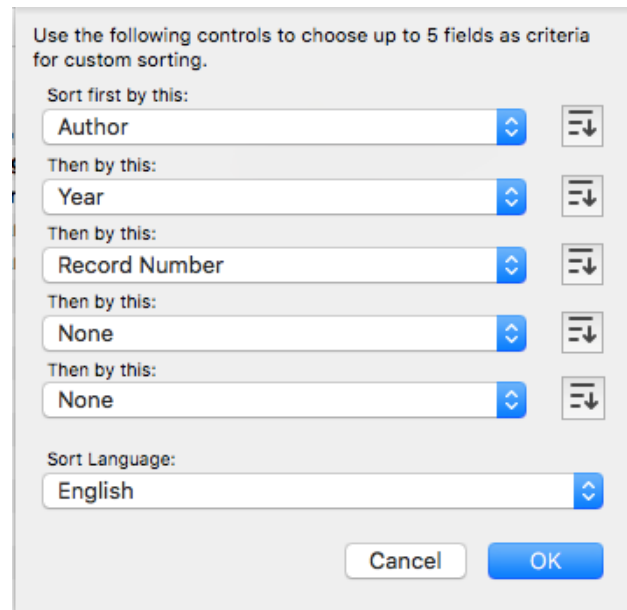 Use the following controls to choose up to 5 fields as criteria
for custom sorting.
Sort first by this:
Author
Then by this:
Year
Then by this:
Record Number
Then by this:
None
Then by this:
None
Sort Language:
English
Cancel OK